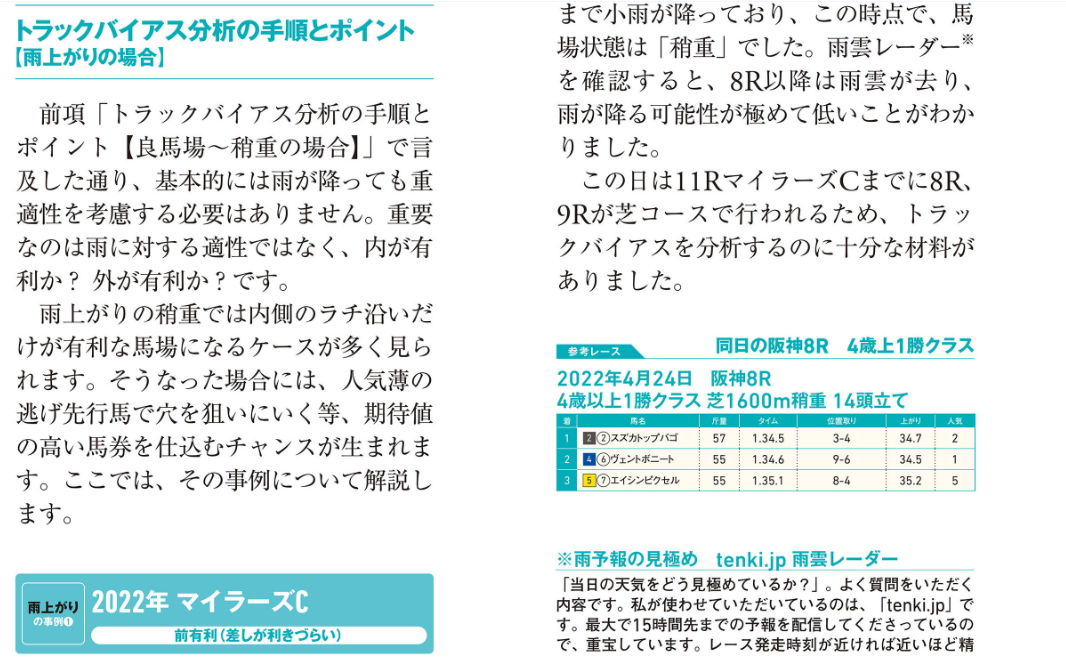 トラックバイアス分析の手順とポイント
【雨上がりの場合】
前項「トラックバイアス分析の手順と
ポイント【良馬場〜稍重の場合】」で言
及した通り、基本的には雨が降っても重
適性を考慮する必要はありません。重要
なのは雨に対する適性ではなく、内が有
利か？ 外が有利か？です。
雨上がりの稍重では内側のラチ沿いだ
けが有利な馬場になるケースが多く見ら
れます。そうなった場合には、人気薄の
逃げ先行馬で穴を狙いにいく等、期待値
の高い馬券を仕込むチャンスが生まれま
す。ここでは、その事例について解説し
ます。
雨上がり
の事例❶
2022年 マイラーズC
前有利（差しが利きづらい）
まで小雨が降っており、この時点で、馬
場状態は「稍重」でした。雨雲レーダー※
を確認すると、8R以降は雨雲が去り、
雨が降る可能性が極めて低いことがわか
りました。
この日は11RマイラーズCまでに8R、
9Rが芝コースで行われるため、トラッ
クバイアスを分析するのに十分な材料が
ありました。
参考レース 同日の阪神8R 4歳上1勝クラス
2022年4月24日 阪神8R
4歳以上1勝クラス 芝1600m稍重 14頭立て
着 馬名 斤量 タイム 位置取り 上がり 人気
1 2 ②スズカトップバゴ 57 1.34.5 3-4 34.7 2
2 4 ⑥ヴェントボニート 55 1.34.6 9-6 34.5 1
3 5 ⑦エイシンピクセル 55 1.35.1 8-4 35.2 5
※雨予報の見極め tenki.jp 雨雲レーダー
「当日の天気をどう見極めているか？」。よく質問をいただく
内容です。私が使わせていただいているのは、「tenki.jp」で
す。最大で15時間先までの予報を配信してくださっているの
で、重宝しています。レース発走時刻が近ければ近いほど精